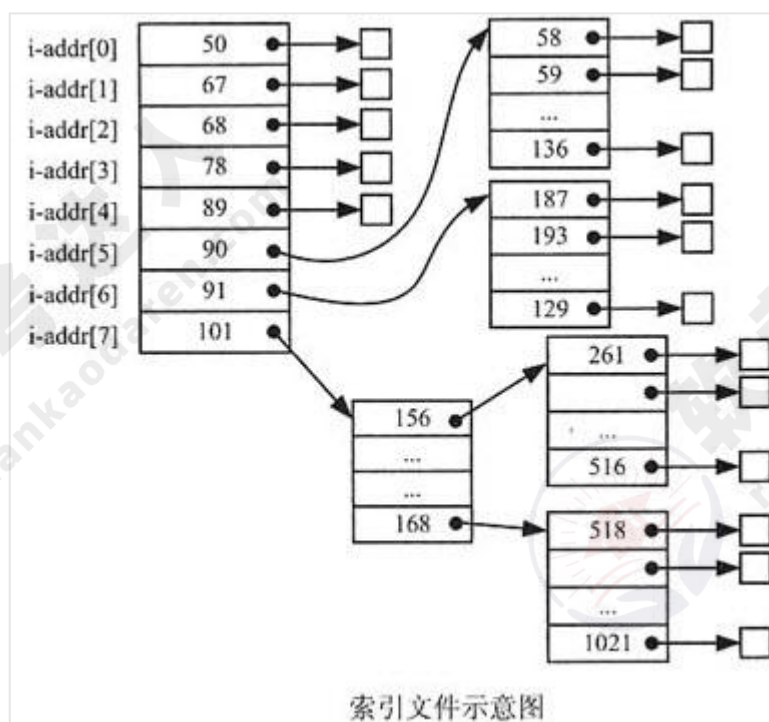 i-addr[0] 50
i-addr[1] 67
i-addr[2] 68
i-addr[3] 78
i-addr[4] 89
i-addr[5] 90
i-addr[6] 91
i-addr[7] 101
58
59
...
136
187
193
...
129
156
...
...
168
261
...
516
518
...
1021
索引文件示意图